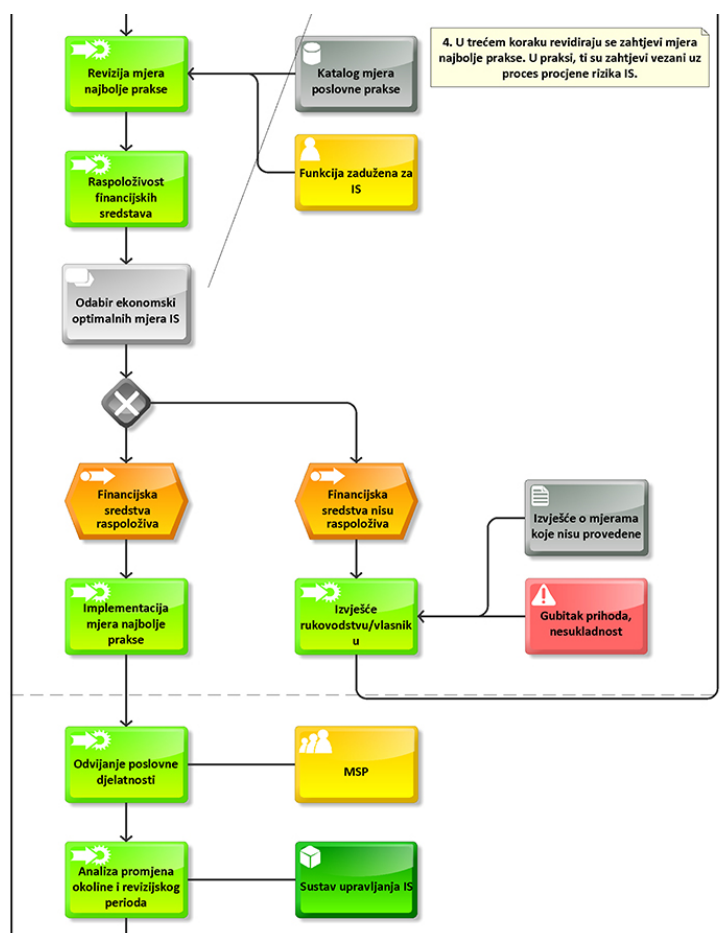 4. U trećem koraku revidiraju se zahtjevi mjera
najbolje prakse. U praksi, ti su zahtjevi vezani uz
proces procjene rizika IS.
Revizija mjera
najbolje prakse
Katalog mjera
poslovne prakse
Funkcija zadužena za
IS
Raspoloživost
financijskih
sredstava
Odabir ekonomski
optimalnih mjera IS
Financijska
sredstva
raspoloživa
Financijska
sredstva nisu
raspoloživa
Izvješće o mjerama
koje nisu provedene
Implementacija
mjera najbolje
prakse
Izvješće
rukovodstvu/vlasnik
u
Gubitak prihoda,
nesukladnost
Odvijanje poslovne
djelatnosti
MSP
Analiza promjena
okoline i revizijskog
perioda
Sustav upravljanja IS